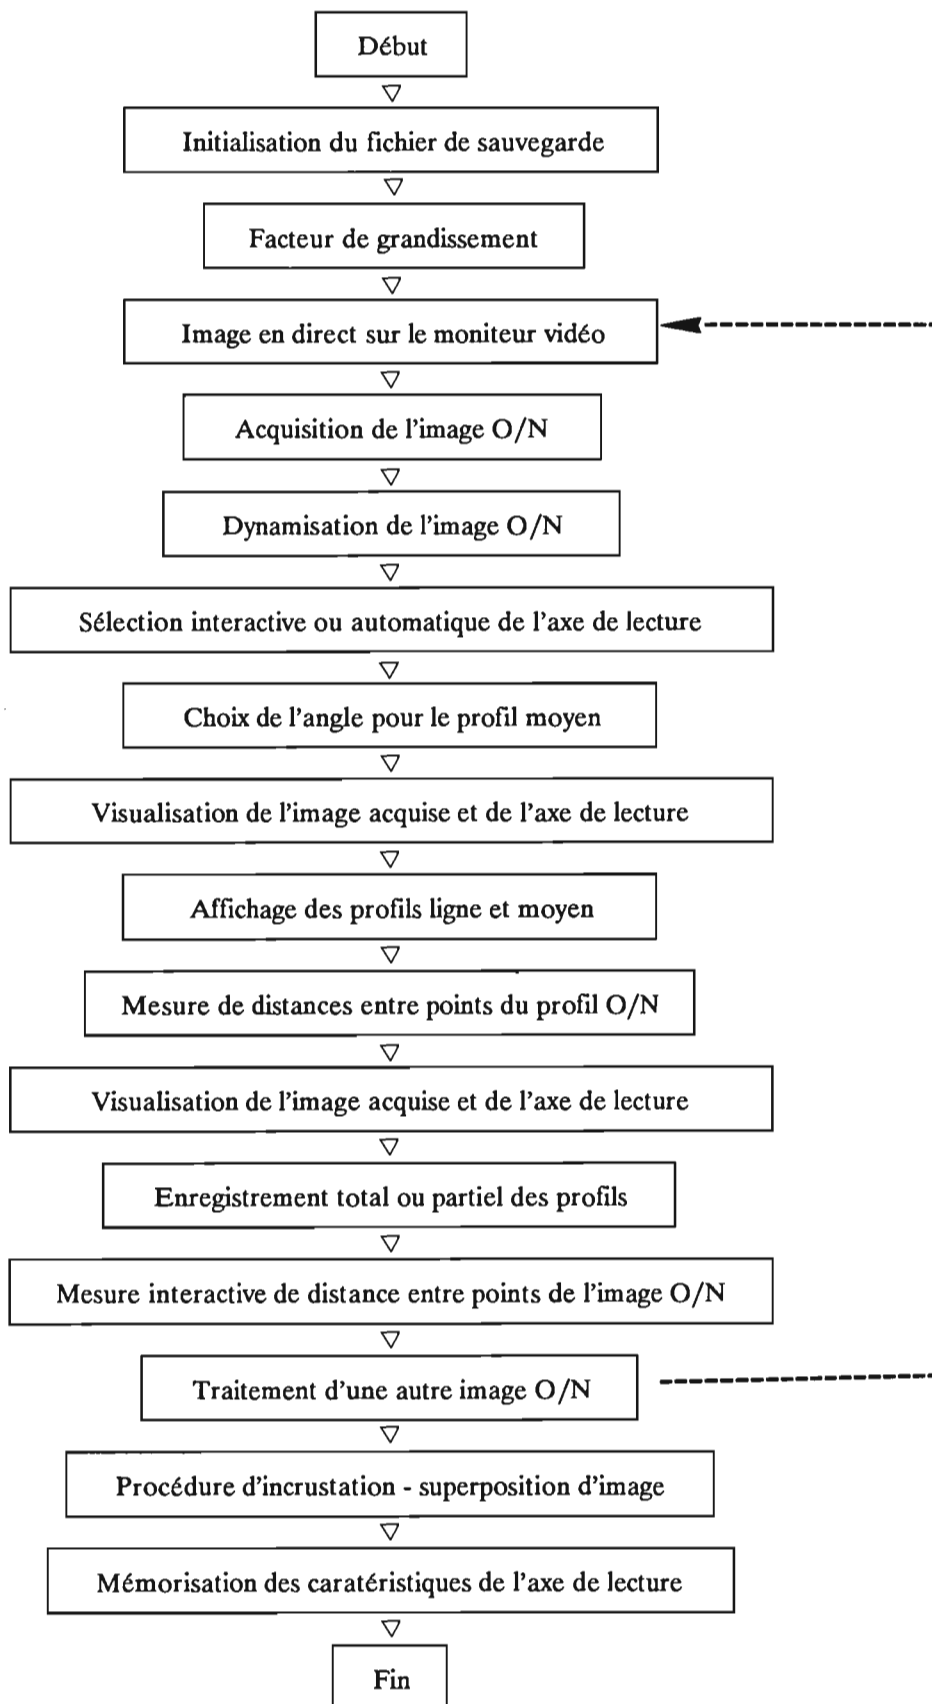 Début
Initialisation du fichier de sauvegarde
Facteur de grandissement
Image en direct sur le moniteur vidéo
Acquisition de l'image O/N
Dynamisation de l'image O/N
Sélection interactive ou automatique de l'axe de lecture
Choix de l'angle pour le profil moyen
Visualisation de l'image acquise et de l'axe de lecture
Affichage des profils ligne et moyen
Mesure de distances entre points du profil O/N
Visualisation de l'image acquise et de l'axe de lecture
Enregistrement total ou partiel des profils
Mesure interactive de distance entre points de l'image O/N
Traitement d'une autre image O/N
Procédure d'incrustation - superposition d'image
Mémorisation des caratéristiques de l'axe de lecture
Fin